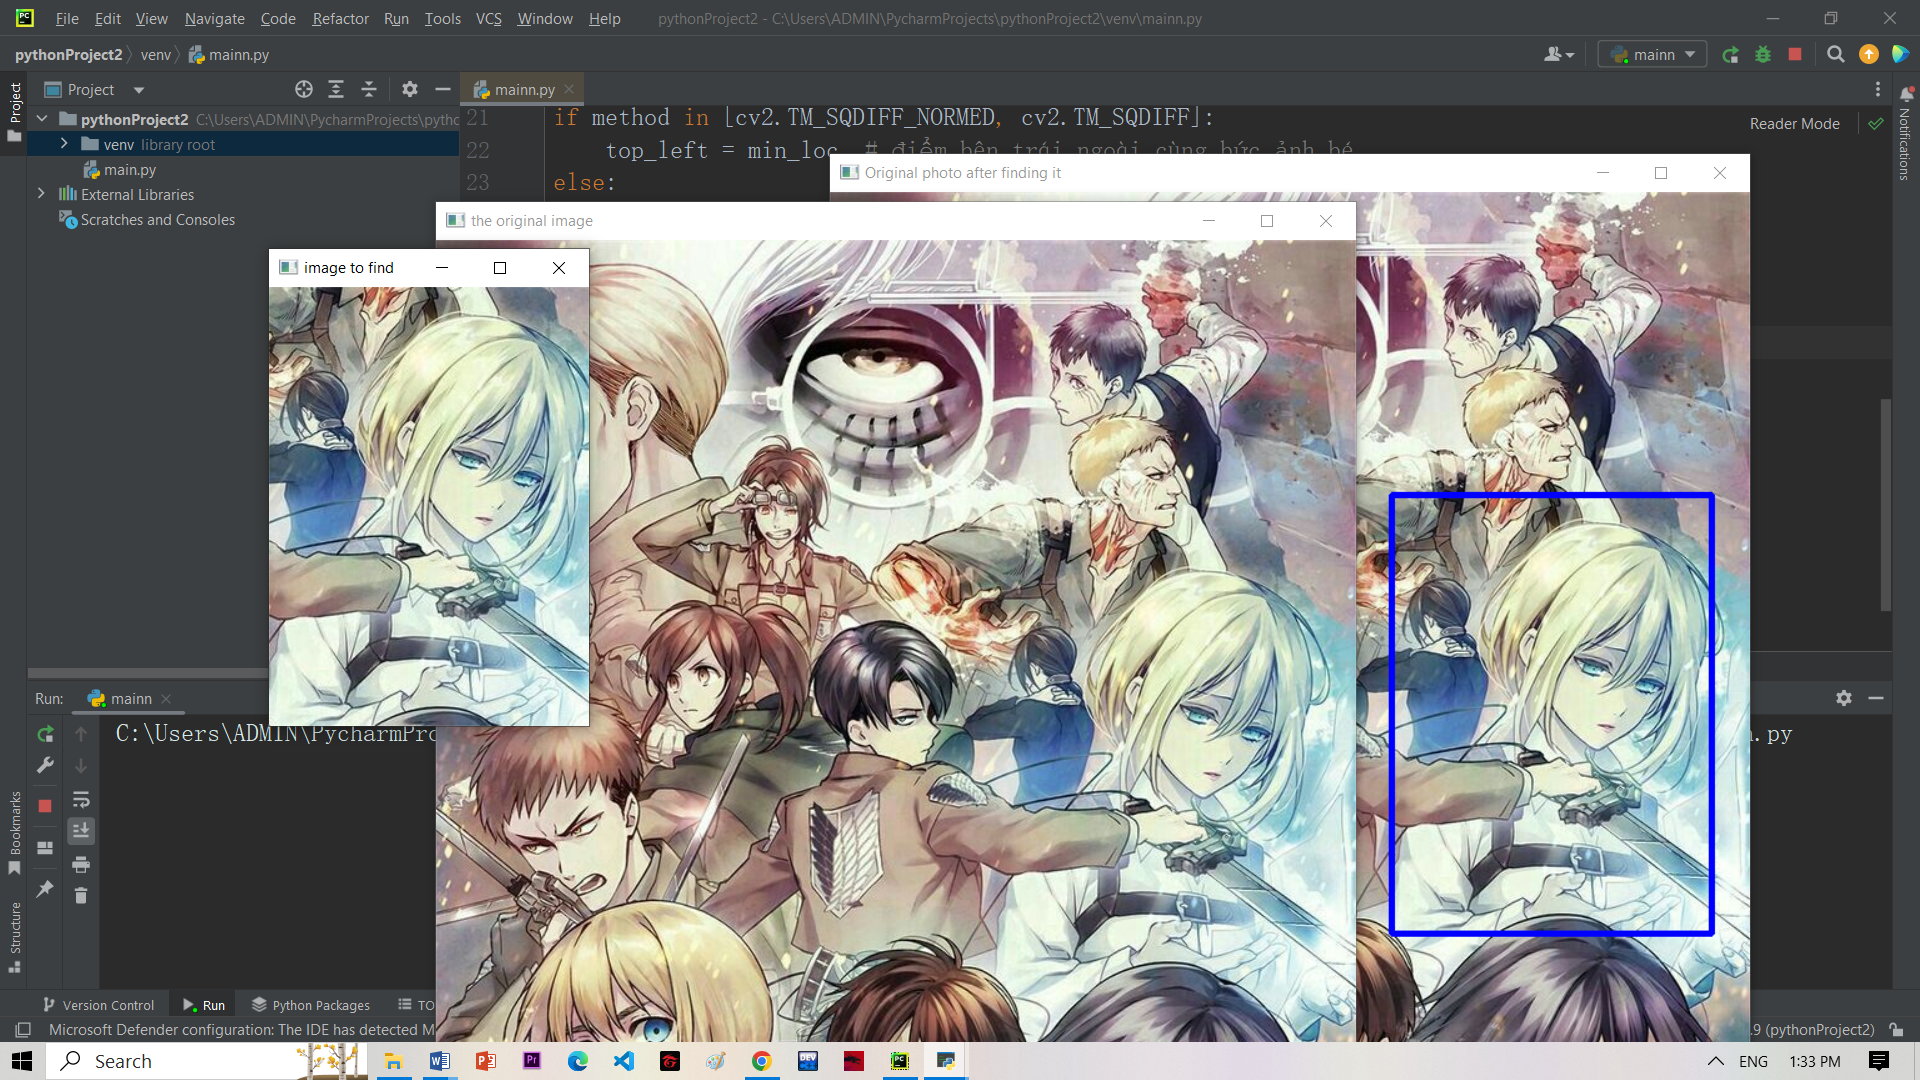 File Edit View Navigate Code Refactor Run Tools VCS Window Help pythonProject2 - C:\Users\ADMIN\PycharmProjects\pythonProject2\venv\mainn.py
pythonProject2 venv mainn.py
mainn
Project
Project
mainn.py
pythonProject2 C:\Users\ADMIN\PycharmProjects\pytho
venv library root
main.py
External Libraries
Scratches and Consoles
21 if method in [cv2.TM_SQDIFF_NORMED, cv2.TM_SQDIFF]:
22 top_left = min_loc # điểm bên trái ngoài cùng bức ảnh bé
23 else:
Reader Mode
Notifications
Original photo after finding it
the original image
image to find
Run: mainn
C:\Users\ADMIN\PycharmPro
.py
Bookmarks
Structure
Version Control Run Python Packages TO
Microsoft Defender configuration: The IDE has detected M
.9 (pythonProject2)
Search
ENG 1:33 PM